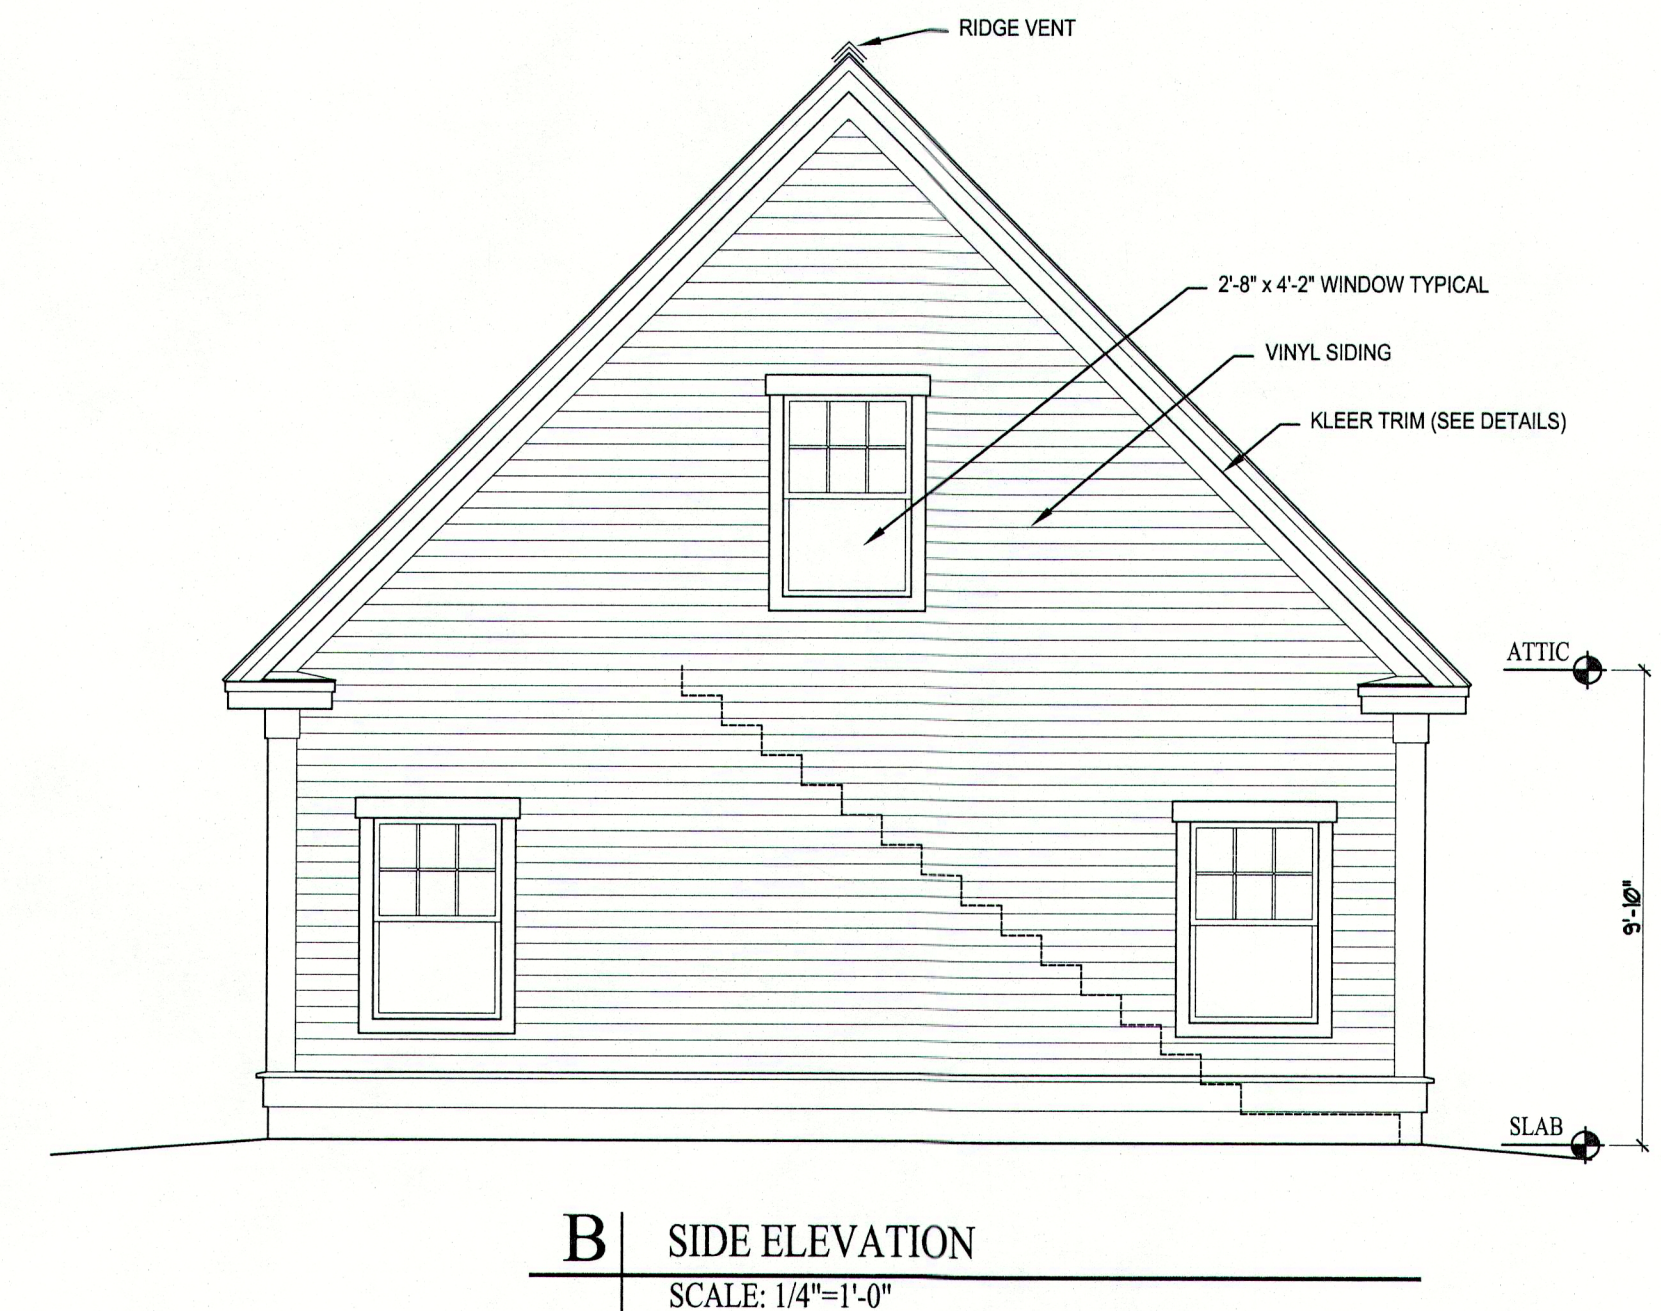 RIDGE VENT
2'-8" x 4'-2" WINDOW TYPICAL
VINYL SIDING
KLEER TRIM (SEE DETAILS)
ATTIC
9'-10"
SLAB
B
SIDE ELEVATION
SCALE: 1/4"=1'-0"